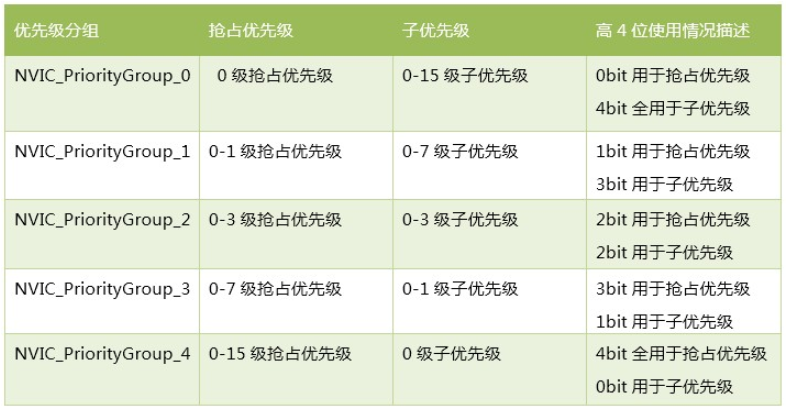 优先级分组 抢占优先级 子优先级 高 4 位使用情况描述
NVIC_PriorityGroup_0 0 级抢占优先级 0-15 级子优先级 0bit 用于抢占优先级
4bit 全用于子优先级
NVIC_PriorityGroup_1 0-1 级抢占优先级 0-7 级子优先级 1bit 用于抢占优先级
3bit 用于子优先级
NVIC_PriorityGroup_2 0-3 级抢占优先级 0-3 级子优先级 2bit 用于抢占优先级
2bit 用于子优先级
NVIC_PriorityGroup_3 0-7 级抢占优先级 0-1 级子优先级 3bit 用于抢占优先级
1bit 用于子优先级
NVIC_PriorityGroup_4 0-15 级抢占优先级 0 级子优先级 4bit 全用于抢占优先级
0bit 用于子优先级